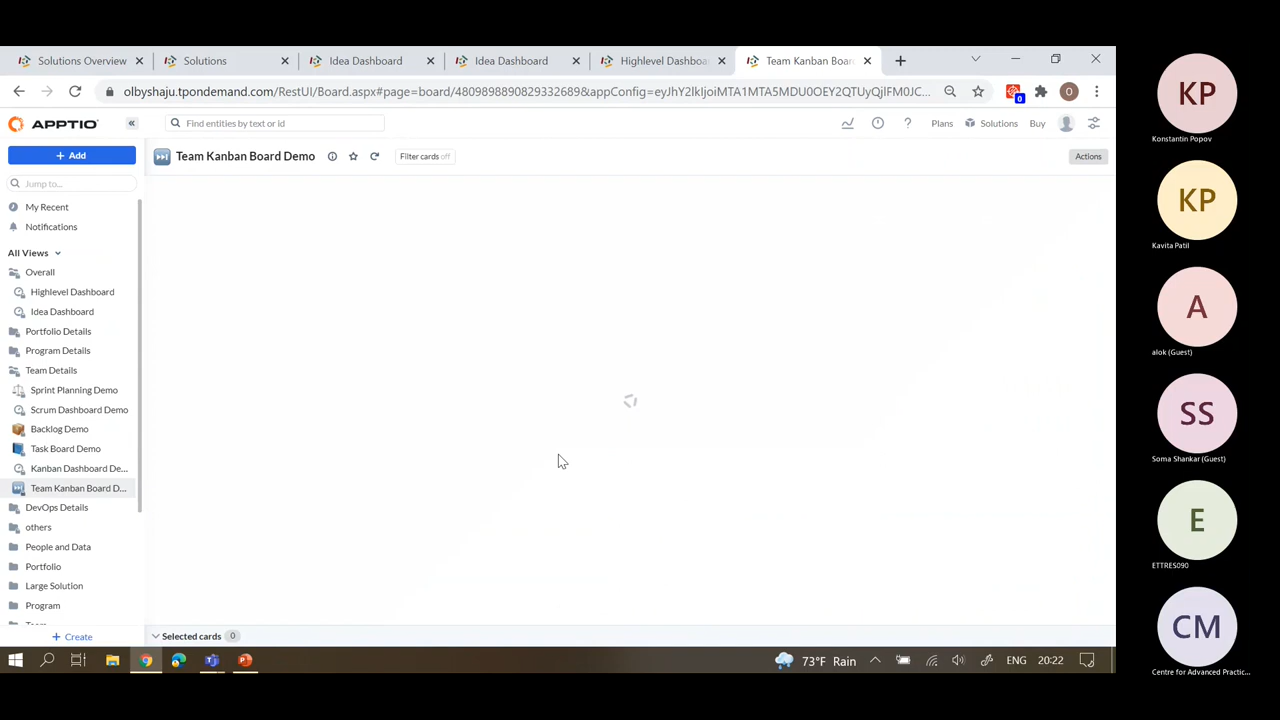 Solutions Overview
Solutions
Idea Dashboard
Idea Dashboard
Highlevel Dashboa
Team Kanban Boar
olbyshaju.tpondemand.com/RestUI/Board.aspx#page=board/4809898890829332689&appConfig=eyJhY2lkIjoiMTA1MTA5MDU0OEY2QTUyQjlFM0JC...
0
O
APPTIO
Find entities by text or id
Plans
Solutions
Buy
+ Add
Team Kanban Board Demo
Filter cards off
Actions
Jump to...
My Recent
Notifications
All Views
Overall
Highlevel Dashboard
Idea Dashboard
Portfolio Details
Program Details
Team Details
Sprint Planning Demo
Scrum Dashboard Demo
Backlog Demo
Task Board Demo
Kanban Dashboard De...
Team Kanban Board D...
DevOps Details
others
People and Data
Portfolio
Large Solution
Program
+ Create
Selected cards 0
73°F Rain
ENG
20:22
KP
Konstantin Popov
KP
Kavita Patil
A
alok (Guest)
SS
Soma Shankar (Guest)
E
ETTRES090
CM
Centre for Advanced Practic...